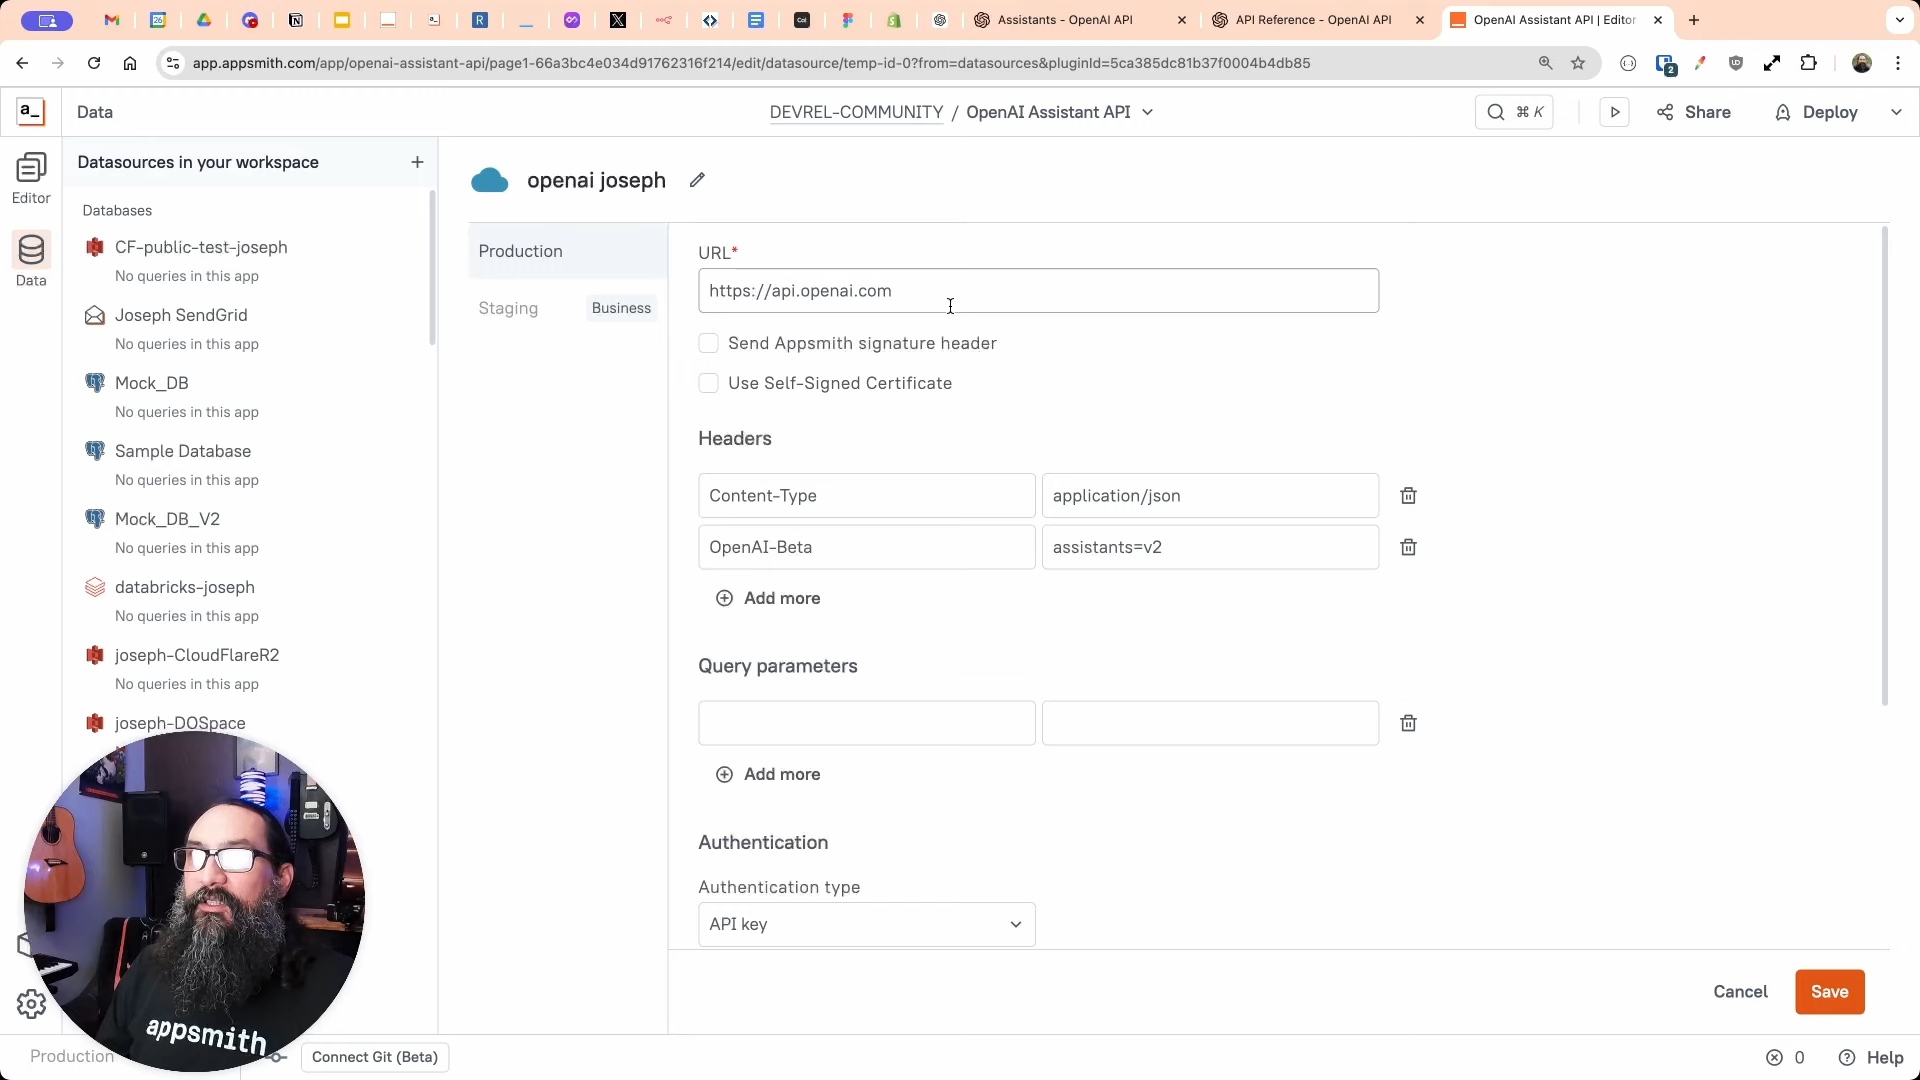 Assistants - OpenAI API
API Reference - OpenAI API
OpenAI Assistant API | Editor
app.appsmith.com/app/openai-assistant-api/page1-66a3bc4e034d91762316f214/edit/datasource/temp-id-0?from=datasources&pluginId=5ca385dc81b37f0004b4db85
2
a_
Data
DEVREL-COMMUNITY / OpenAI Assistant API
⌘ K
Share
Deploy
Editor
Data
Datasources in your workspace
Databases
CF-public-test-joseph
No queries in this app
Joseph SendGrid
No queries in this app
Mock_DB
No queries in this app
Sample Database
No queries in this app
Mock_DB_V2
No queries in this app
databricks-joseph
No queries in this app
joseph-CloudFlareR2
No queries in this app
joseph-DOSpace
openai joseph
Production
Staging
Business
URL*
https://api.openai.com
Send Appsmith signature header
Use Self-Signed Certificate
Headers
Content-Type
application/json
OpenAI-Beta
assistants=v2
Add more
Query parameters
Add more
Authentication
Authentication type
API key
Cancel
Save
appsmith
Production
Connect Git (Beta)
0
Help